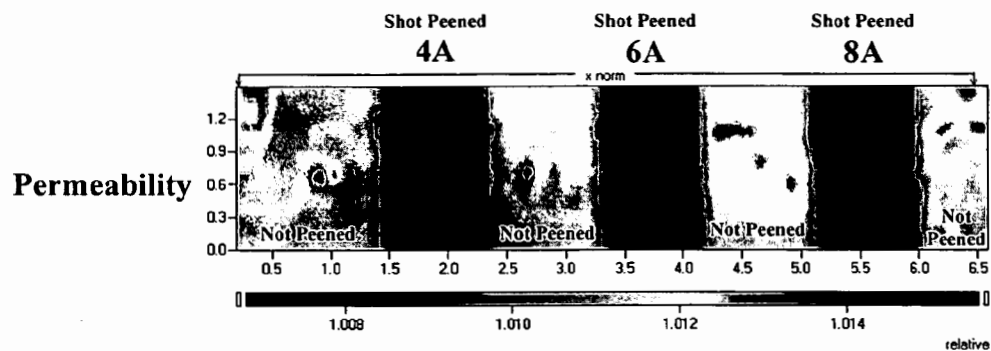 Shot Peened Shot Peened Shot Peened
4A 6A 8A
x norm
1.2
0.9
0.6
0.3
0.0
Permeability
Not Peened Not Peened Not Peened Not Peened
0.5 1.0 1.5 2.0 2.5 3.0 3.5 4.0 4.5 5.0 5.5 6.0 6.5
1.008 1.010 1.012 1.014
relative